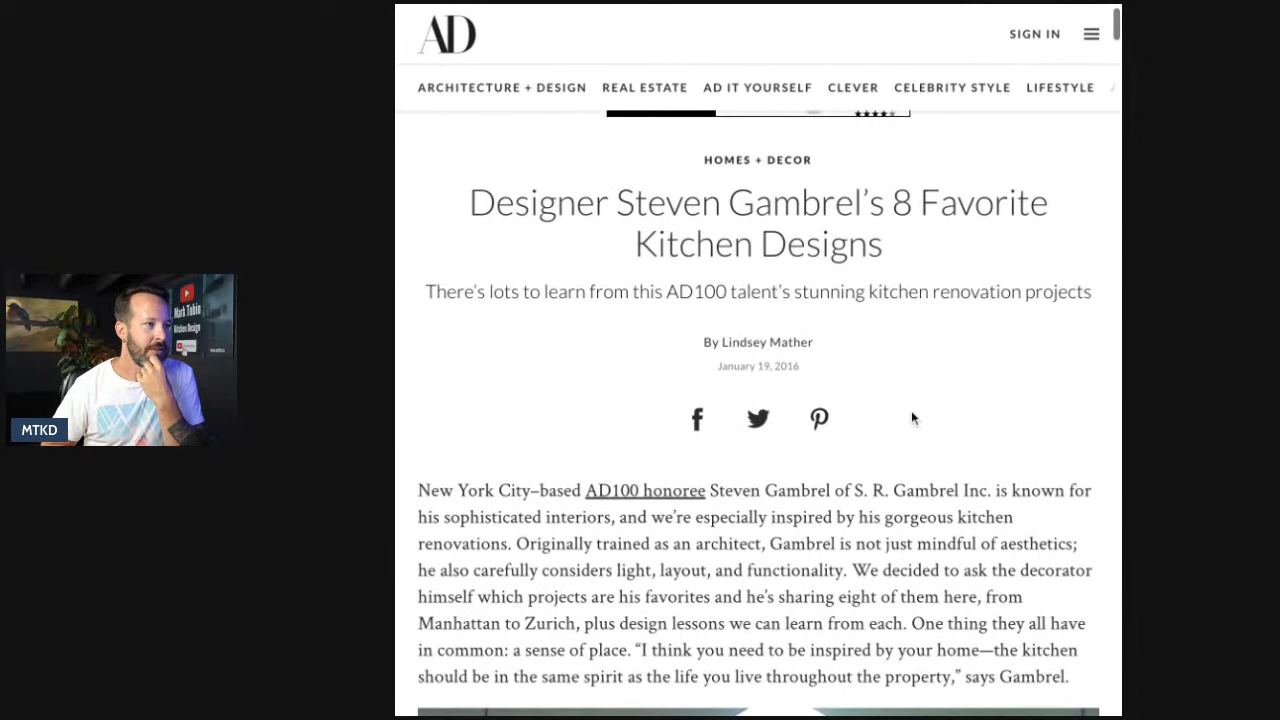 AD
SIGN IN
ARCHITECTURE + DESIGN REAL ESTATE AD IT YOURSELF CLEVER CELEBRITY STYLE LIFESTYLE
HOMES + DECOR
Designer Steven Gambrel’s 8 Favorite
Kitchen Designs
There’s lots to learn from this AD100 talent’s stunning kitchen renovation projects
By Lindsey Mather
January 19, 2016
New York City–based AD100 honoree Steven Gambrel of S. R. Gambrel Inc. is known for
his sophisticated interiors, and we’re especially inspired by his gorgeous kitchen
renovations. Originally trained as an architect, Gambrel is not just mindful of aesthetics;
he also carefully considers light, layout, and functionality. We decided to ask the decorator
himself which projects are his favorites and he’s sharing eight of them here, from
Manhattan to Zurich, plus design lessons we can learn from each. One thing they all have
in common: a sense of place. “I think you need to be inspired by your home—the kitchen
should be in the same spirit as the life you live throughout the property,” says Gambrel.
Mark Tobin
Kitchen Design
MTKD